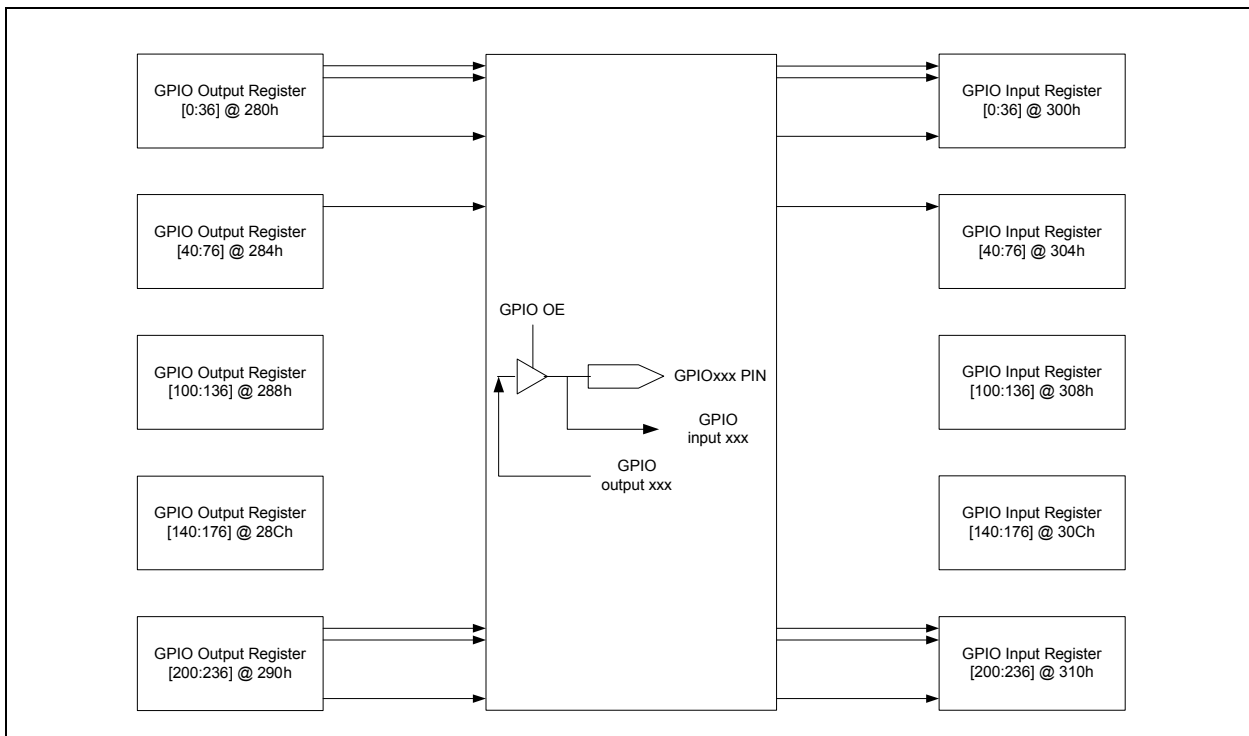 GPIO Output Register
[0:36] @ 280h
GPIO Output Register
[40:76] @ 284h
GPIO Output Register
[100:136] @ 288h
GPIO Output Register
[140:176] @ 28Ch
GPIO Output Register
[200:236] @ 290h
GPIO OE
GPIOxxx PIN
GPIO
input xxx
GPIO
output xxx
GPIO Input Register
[0:36] @ 300h
GPIO Input Register
[40:76] @ 304h
GPIO Input Register
[100:136] @ 308h
GPIO Input Register
[140:176] @ 30Ch
GPIO Input Register
[200:236] @ 310h